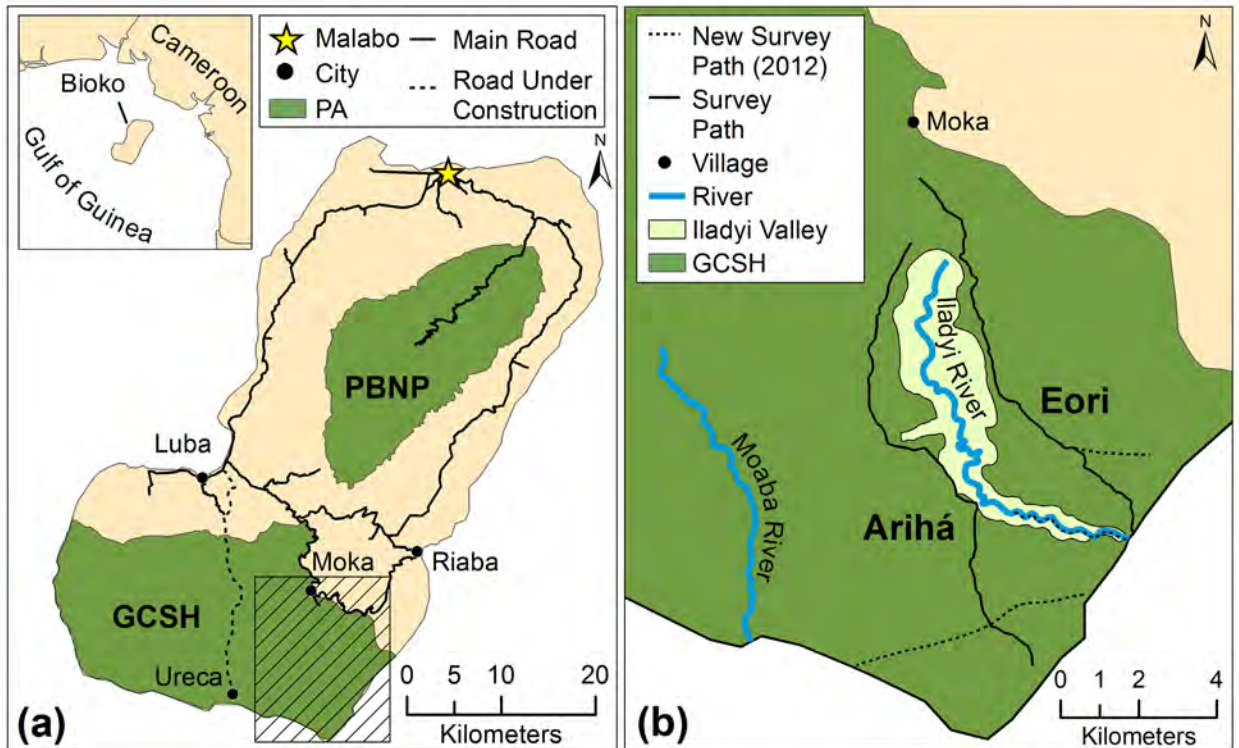 Cameroon
Bioko
Gulf of Guinea
Malabo
City
PA
Main Road
Road Under
Construction
N
PBNP
Luba
Moka
Riaba
GCSH
Ureca
0 5 10 20
Kilometers
(a)
New Survey
Path (2012)
Survey
Path
Village
River
Iladyi Valley
GCSH
N
Moka
Iladyi River
Eori
Moaba River
Arihá
0 1 2 4
Kilometers
(b)